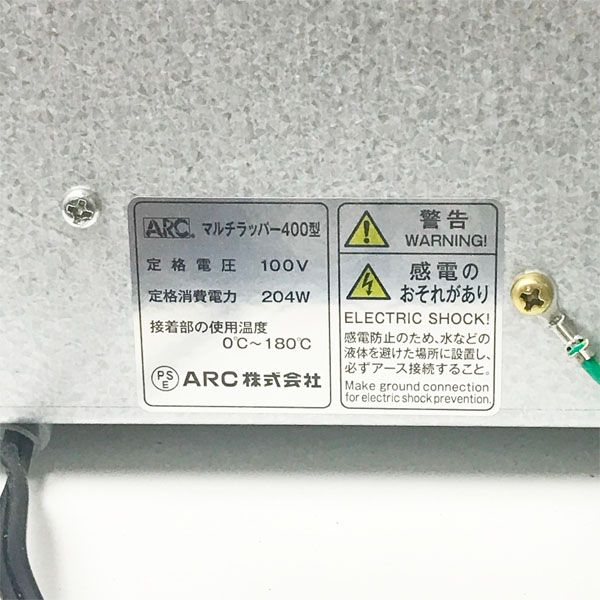 ARC® マルチラッパー400型
定格電圧 100V
定格消費電力 204W
接着部の使用温度
0℃～180℃
PSE ARC株式会社
警告
WARNING!
感電の
おそれがあり
ELECTRIC SHOCK!
感電防止のため、水などの
液体を避けた場所に設置し、
必ずアース接続すること。
Make ground connection
for electric shock prevention.